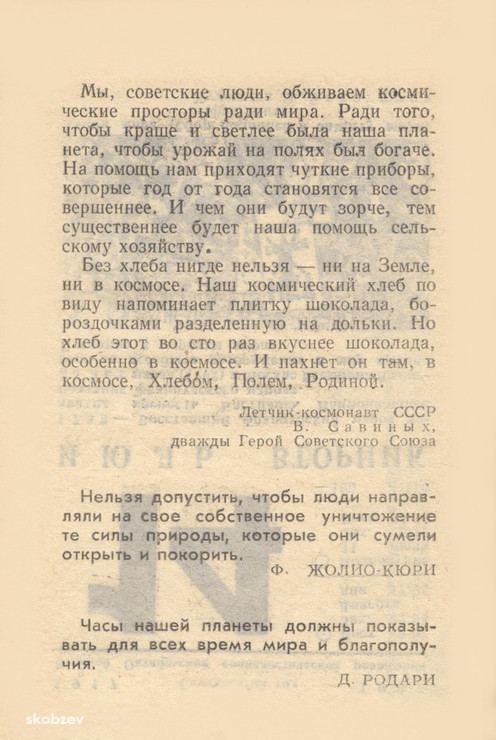 Мы, советские люди, обживаем косми-
ческие просторы ради мира. Ради того,
чтобы краше и светлее была наша пла-
нета, чтобы урожай на полях был богаче.
На помощь нам приходят чуткие приборы,
которые год от года становятся все со-
вершеннее. И чем они будут зорче, тем
существеннее будет наша помощь сель-
скому хозяйству.
Без хлеба нигде нельзя — ни на Земле,
ни в космосе. Наш космический хлеб по
виду напоминает плитку шоколада, бо-
роздочками разделенную на дольки. Но
хлеб этот во сто раз вкуснее шоколада,
особенно в космосе. И пахнет он там, в
космосе, Хлебом, Полем, Родиной.
Летчик-космонавт СССР
В. Савиных,
дважды Герой Советского Союза
Нельзя допустить, чтобы люди направ-
ляли на свое собственное уничтожение
те силы природы, которые они сумели
открыть и покорить.
Ф. ЖОЛИО-КЮРИ
Часы нашей планеты должны показы-
вать для всех время мира и благополу-
чия.
Д. РОДАРИ
skobzev